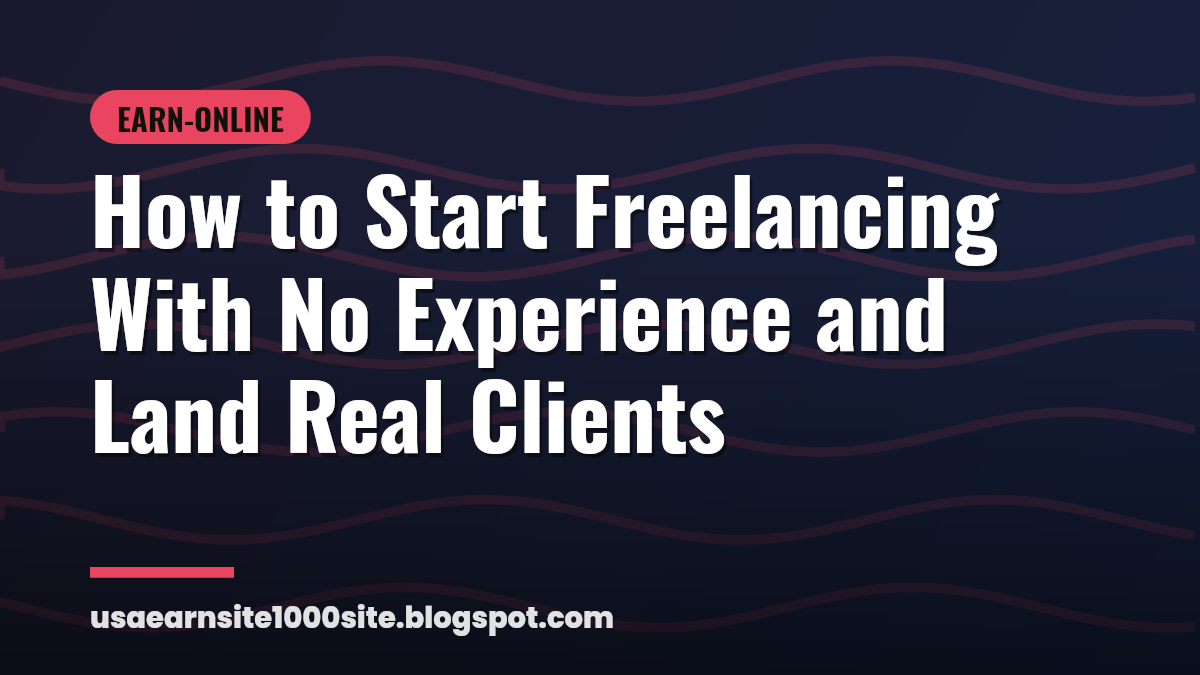 EARN-ONLINE
How to Start Freelancing
With No Experience and
Land Real Clients
usaearnsite1000site.blogspot.com